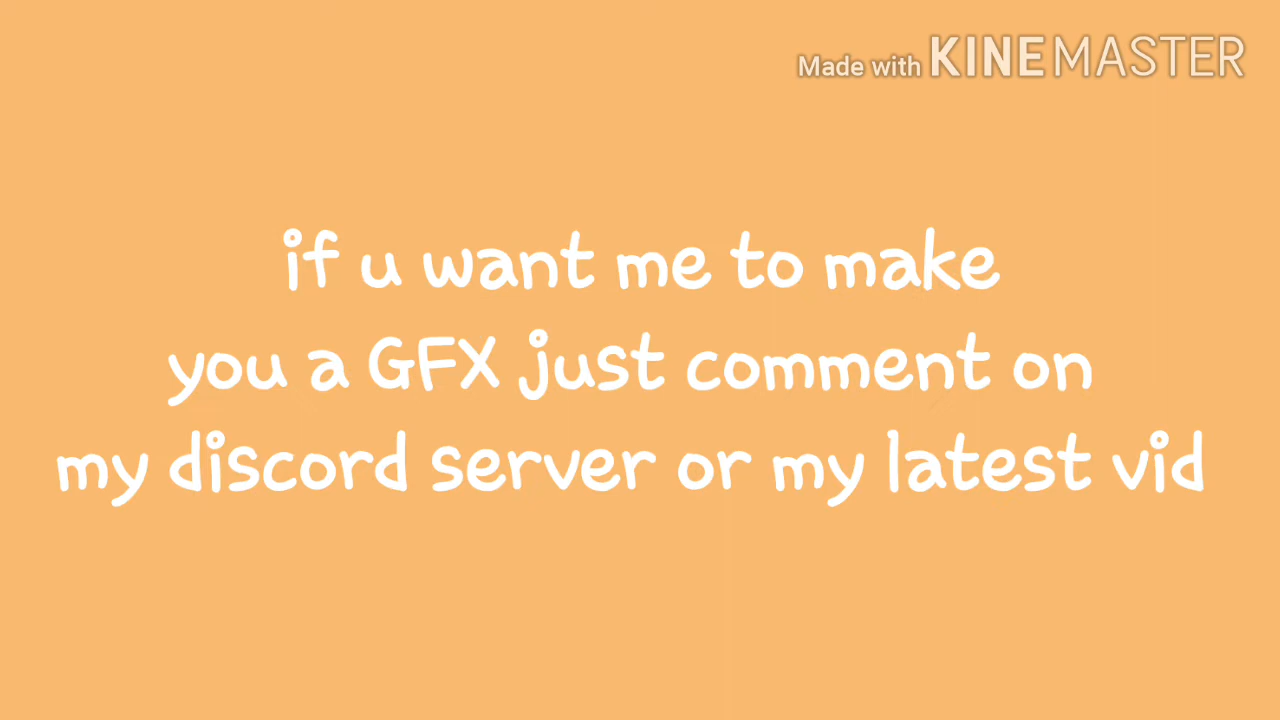 Made with KINEMASTER
if u want me to make
you a GFX just comment on
my discord server or my latest vid